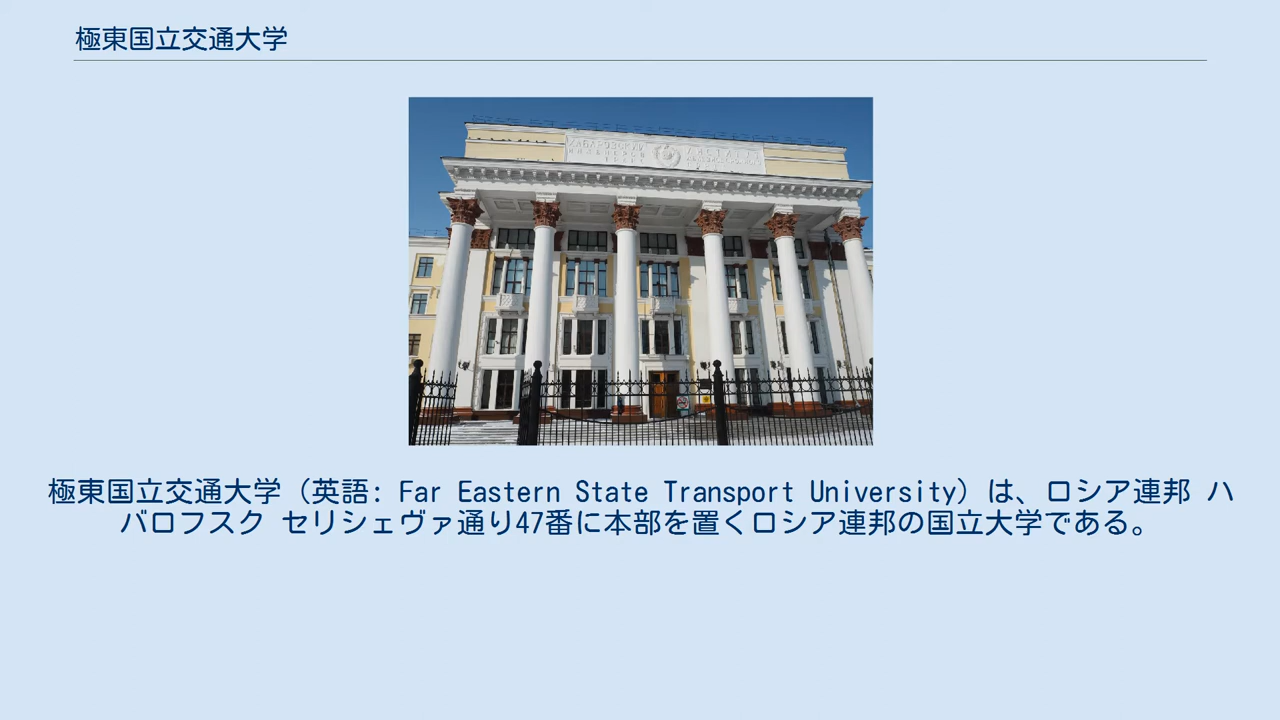 極東国立交通大学
ХАБАРОВСКИЙ
極東国立交通大学（英語: Far Eastern State Transport University）は、ロシア連邦 ハ
バロフスク セリシェヴァ通り47番に本部を置くロシア連邦の国立大学である。